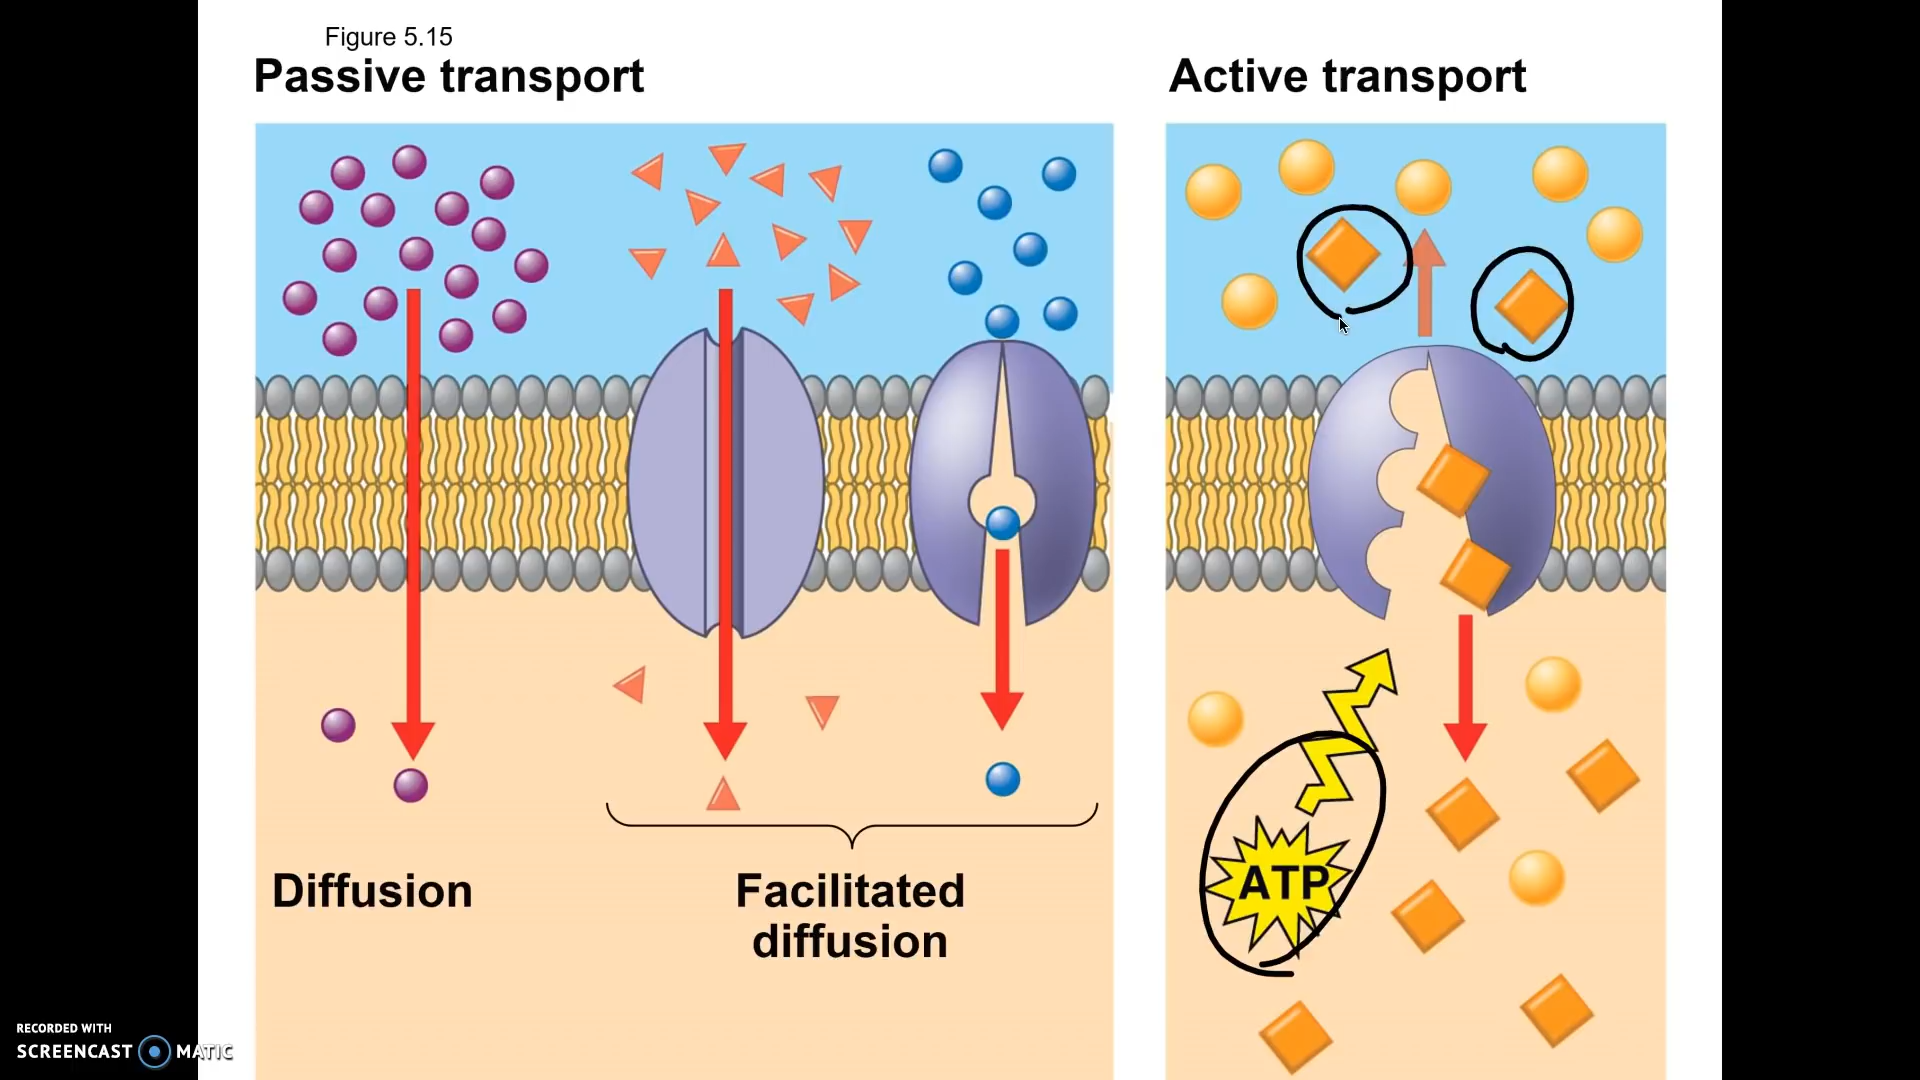 Figure 5.15
Passive transport
Active transport
ATP
Diffusion
Facilitated
diffusion
RECORDED WITH
SCREENCAST MATIC